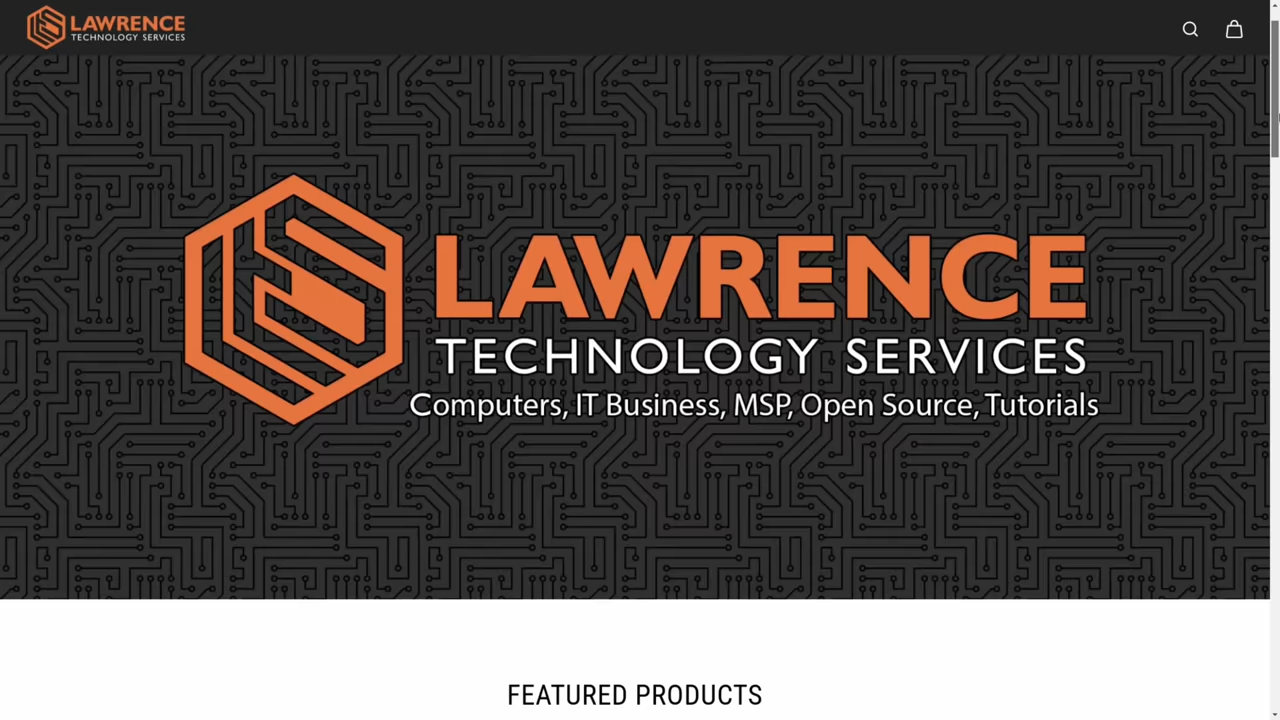 LAWRENCE
TECHNOLOGY SERVICES
LAWRENCE
TECHNOLOGY SERVICES
Computers, IT Business, MSP, Open Source, Tutorials
FEATURED PRODUCTS